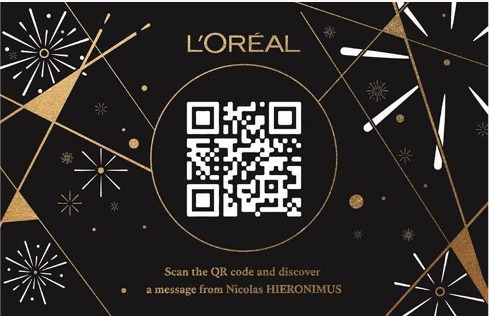 L'ORÉAL
Scan the QR code and discover
a message from Nicolas HIERONIMUS